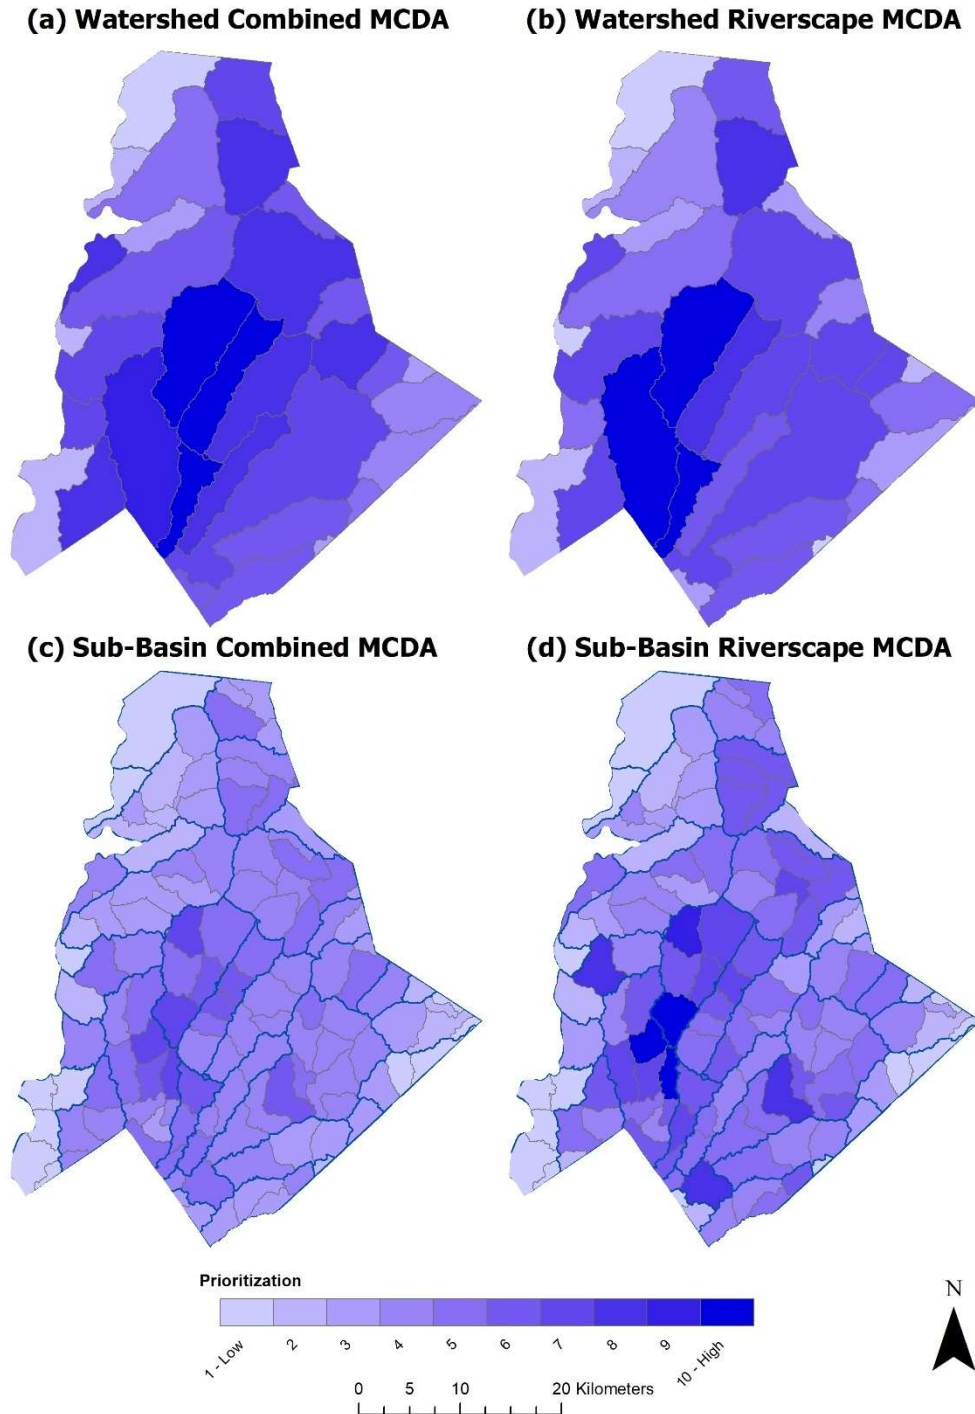 (a) Watershed Combined MCDA
(b) Watershed Riverscape MCDA
(c) Sub-Basin Combined MCDA
(d) Sub-Basin Riverscape MCDA
Prioritization
1 - Low 2 3 4 5 6 7 8 9 10 - High
0 5 10 20 Kilometers
N